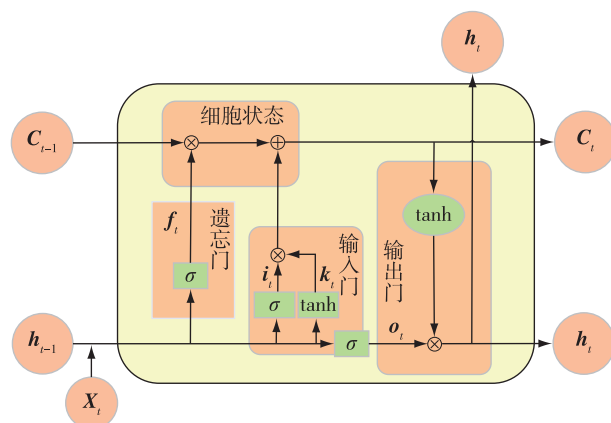 h_t
细胞状态
C_{t-1}
⊗
⊕
C_t
f_t
遗忘门
tanh
输入门
输出门
⊗
i_t
k_t
σ
σ
tanh
h_{t-1}
σ
o_t
⊗
h_t
X_t